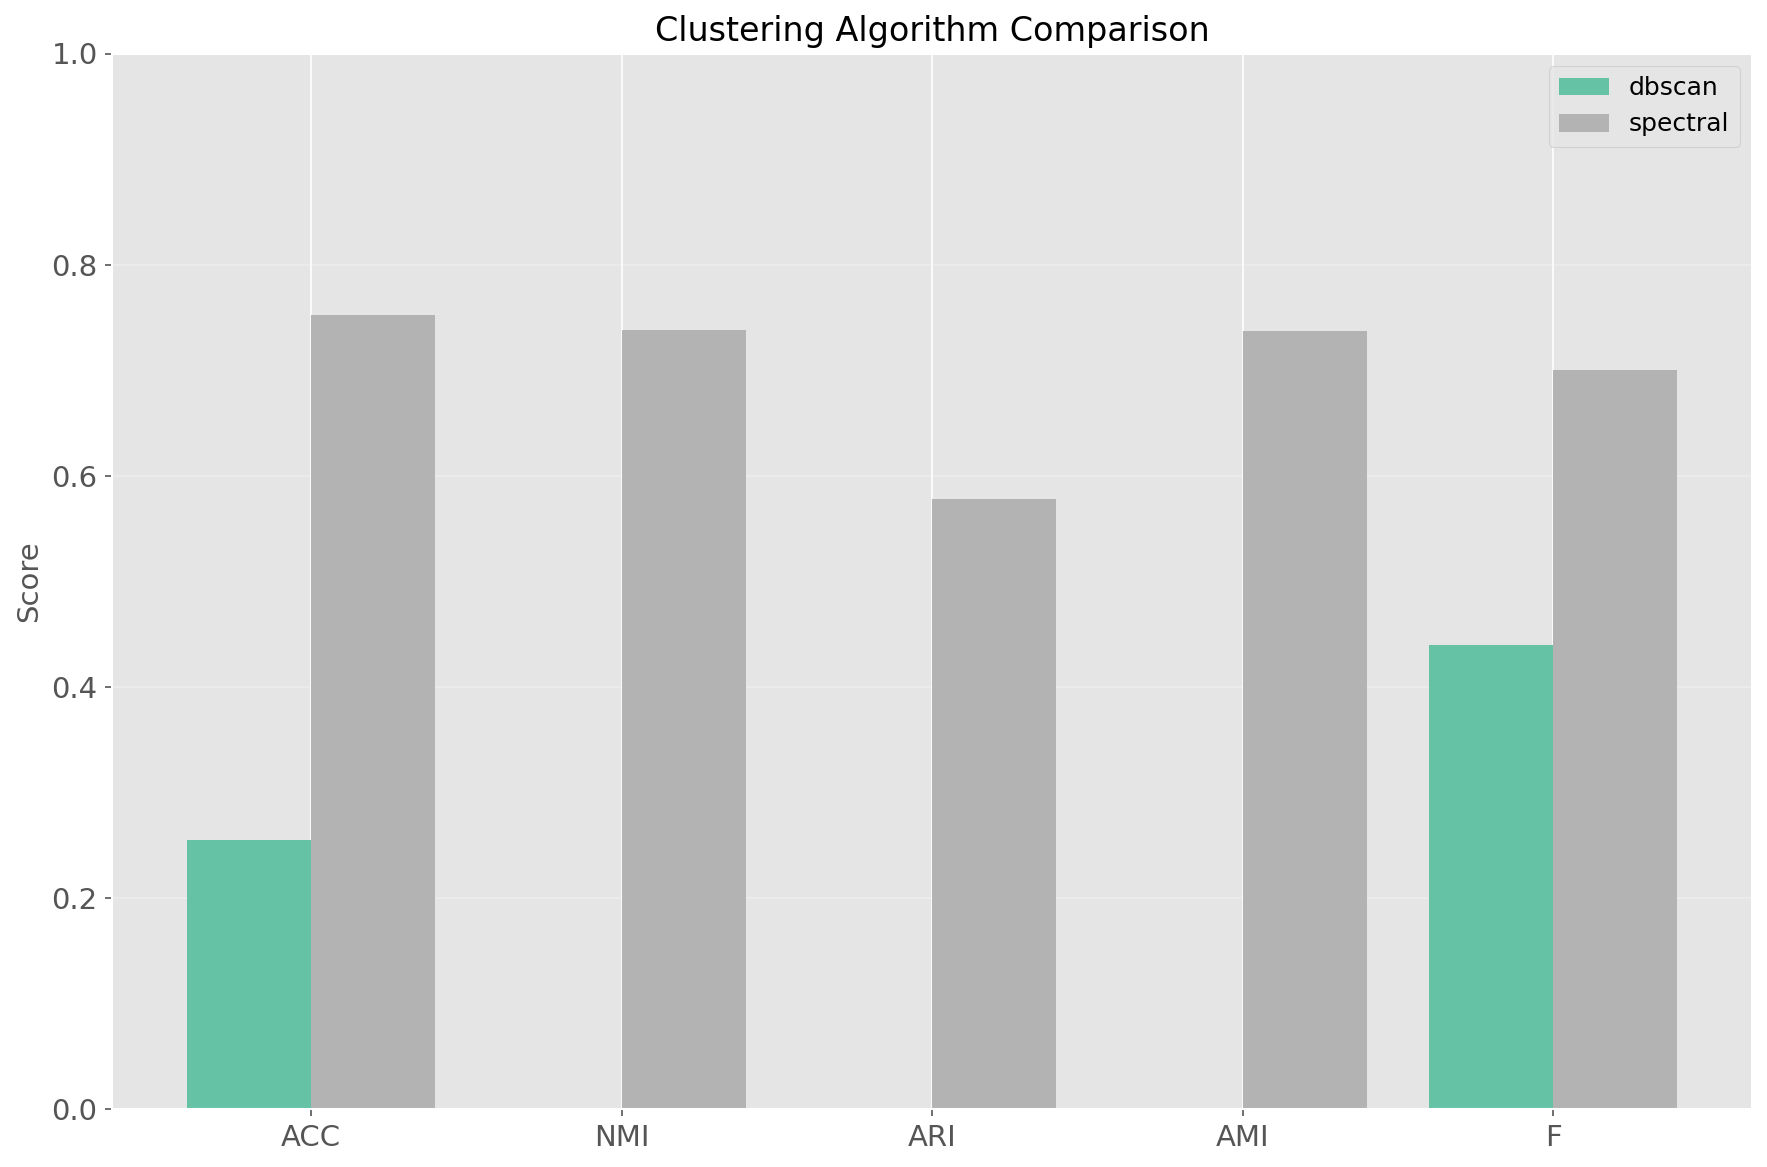 Clustering Algorithm Comparison
1.0
dbscan
spectral
0.8
0.6
Score
0.4
0.2
0.0
ACC NMI ARI AMI F